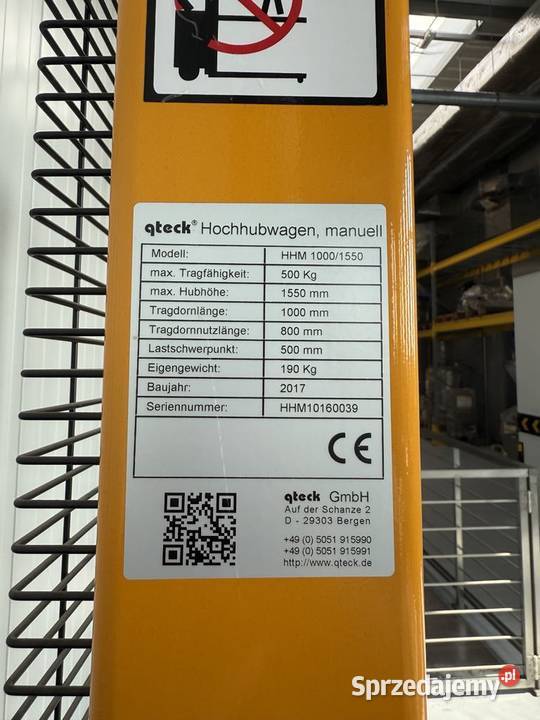 qteck® Hochhubwagen, manuell
Modell: HHM 1000/1550
max. Tragfähigkeit: 500 Kg
max. Hubhöhe: 1550 mm
Tragdornlänge: 1000 mm
Tragdornnutzlänge: 800 mm
Lastschwerpunkt: 500 mm
Eigengewicht: 190 Kg
Baujahr: 2017
Seriennummer: HHM10160039
CE
qteck GmbH
Auf der Schanze 2
D - 29303 Bergen
+49 (0) 5051 915990
+49 (0) 5051 915991
http://www.qteck.de
Sprzedajemy.pl